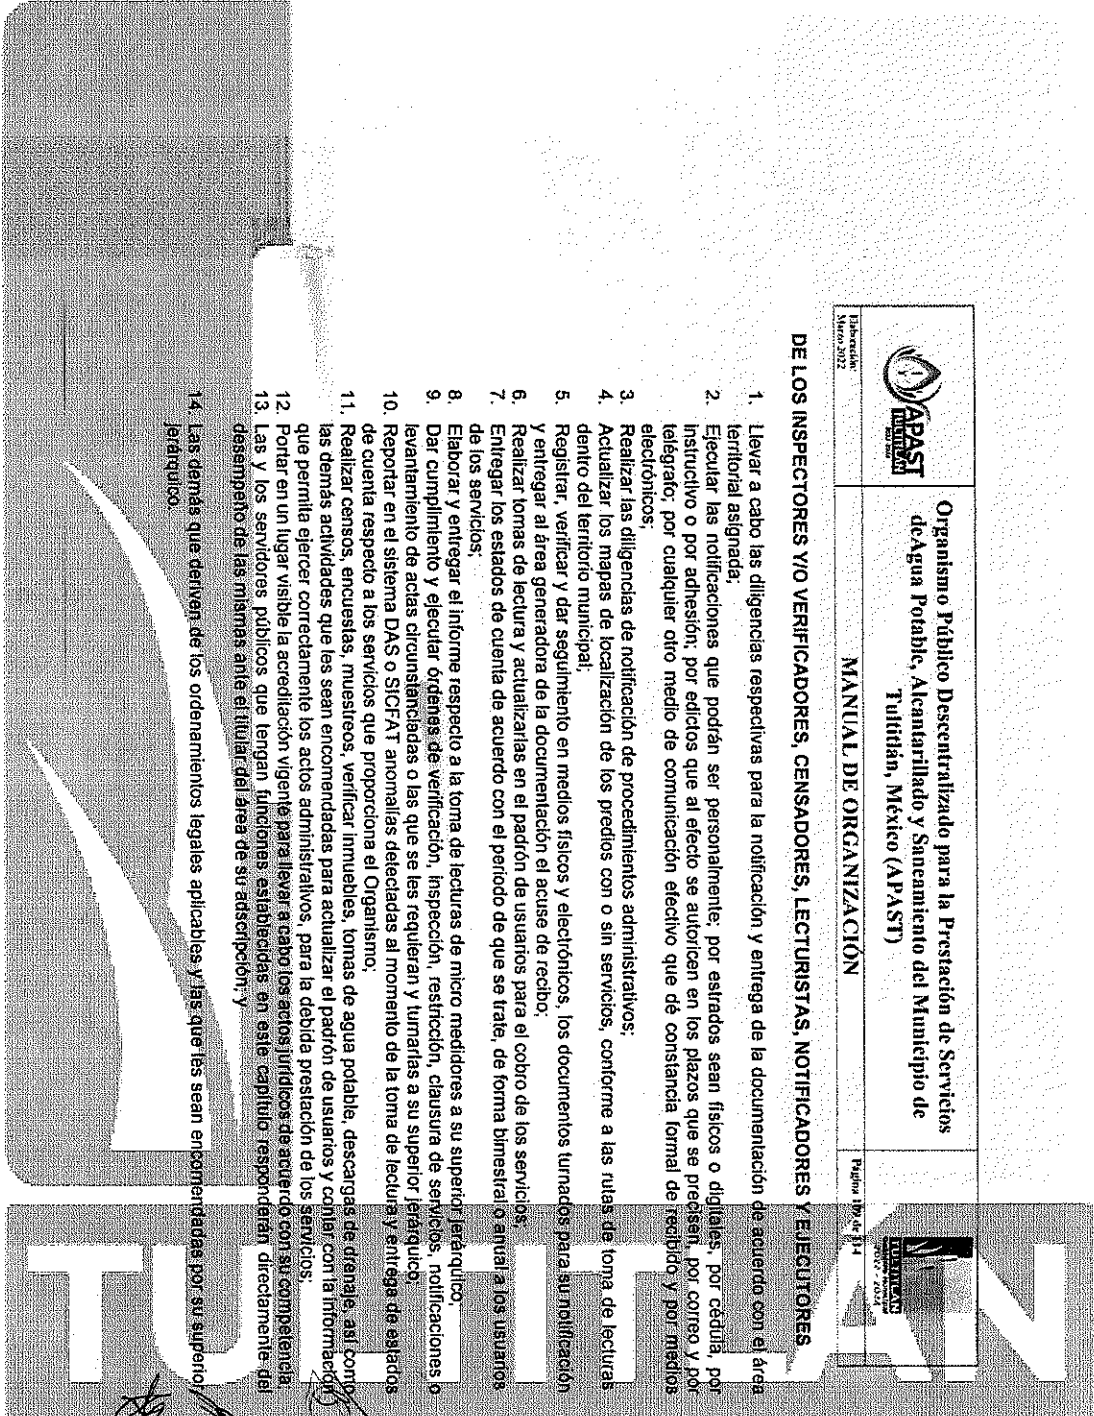 APAST
TULTITLAN
2022-2024
Organismo Público Descentralizado para la Prestación de Servicios
deAgua Potable, Alcantarillado y Saneamiento del Municipio de
Tultitlán, México (APAST)
TULTITLAN
2022 - 2024
Elaboración:
Marzo 2022
MANUAL DE ORGANIZACIÓN
Página 109 de 114
DE LOS INSPECTORES Y/O VERIFICADORES, CENSADORES, LECTURISTAS, NOTIFICADORES Y EJECUTORES
1. Llevar a cabo las diligencias respectivas para la notificación y entrega de la documentación de acuerdo con el área
territorial asignada;
2. Ejecutar las notificaciones que podrán ser personalmente; por estrados sean físicos o digitales, por cédula, por
instructivo o por adhesión; por edictos que al efecto se autoricen en los plazos que se precisen, por correo y por
telégrafo; por cualquier otro medio de comunicación efectivo que dé constancia formal de recibido y por medios
electrónicos;
3. Realizar las diligencias de notificación de procedimientos administrativos;
4. Actualizar los mapas de localización de los predios con o sin servicios, conforme a las rutas de toma de lecturas
dentro del territorio municipal;
5. Registrar, verificar y dar seguimiento en medios físicos y electrónicos, los documentos turnados para su notificación
y entregar al área generadora de la documentación el acuse de recibo;
6. Realizar tomas de lectura y actualizarlas en el padrón de usuarios para el cobro de los servicios;
7. Entregar los estados de cuenta de acuerdo con el periodo de que se trate, de forma bimestral o anual a los usuarios
de los servicios;
8. Elaborar y entregar el informe respecto a la toma de lecturas de micro medidores a su superior jerárquico;
9. Dar cumplimiento y ejecutar órdenes de verificación, inspección, restricción, clausura de servicios, notificaciones o
levantamiento de actas circunstanciadas o las que se les requieran y turnarlas a su superior jerárquico;
10. Reportar en el sistema DAS o SICFAT anomalías detectadas al momento de la toma de lectura y entrega de estados
de cuenta respecto a los servicios que proporciona el Organismo;
11. Realizar censos, encuestas, muestreos, verificar inmuebles, tomas de agua potable, descargas de drenaje, así como
las demás actividades que les sean encomendadas para actualizar el padrón de usuarios y contar con la información
que permita ejercer correctamente los actos administrativos, para la debida prestación de los servicios;
12. Portar en un lugar visible la acreditación vigente para llevar a cabo los actos jurídicos de acuerdo con su competencia;
13. Las y los servidores públicos que tengan funciones establecidas en este capítulo responderán directamente del
desempeño de las mismas ante el titular del área de su adscripción; y
14. Las demás que deriven de los ordenamientos legales aplicables y las que les sean encomendadas por su superior
jerárquico.
TULTITLAN